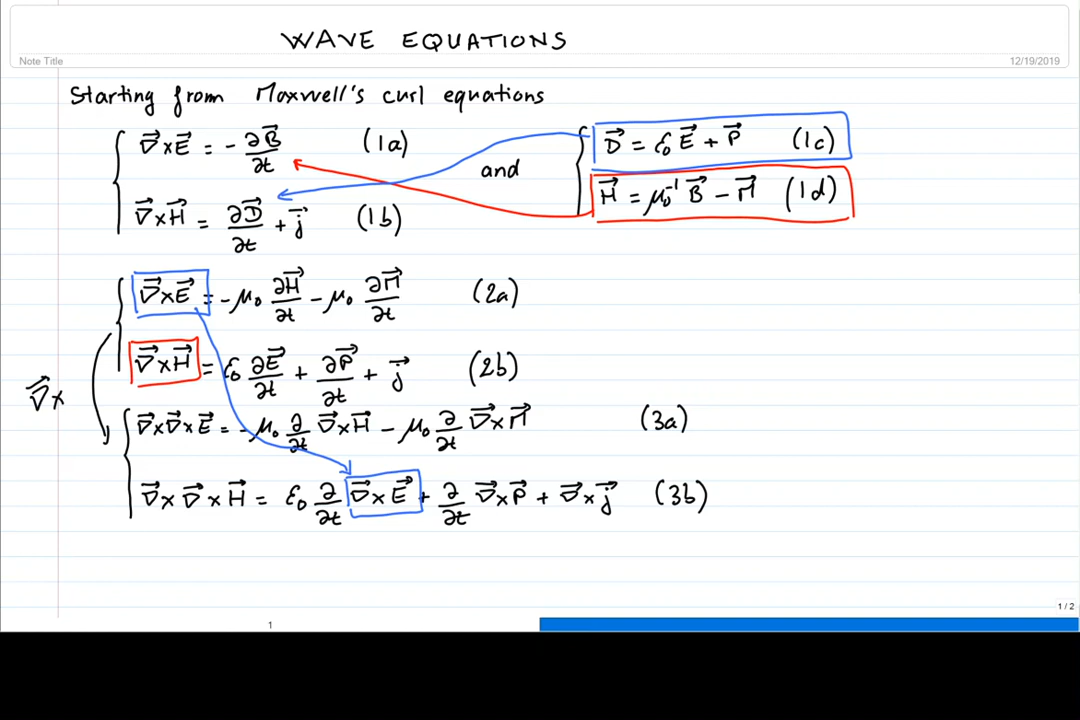 WAVE EQUATIONS
Note Title
12/19/2019
Starting from Maxwell's curl equations
∇⃗×E⃗ = - ∂B⃗/∂t (1a)
∇⃗×H⃗ = ∂D⃗/∂t + j⃗ (1b)
and
D⃗ = ε₀E⃗ + P⃗ (1c)
H⃗ = μ₀⁻¹ B⃗ - M⃗ (1d)
∇⃗×E⃗ = -μ₀ ∂H⃗/∂t - μ₀ ∂M⃗/∂t (2a)
∇⃗×H⃗ = ε₀ ∂E⃗/∂t + ∂P⃗/∂t + j⃗ (2b)
∇⃗×
∇⃗×∇⃗×E⃗ = -μ₀ ∂/∂t ∇⃗×H⃗ - μ₀ ∂/∂t ∇⃗×M⃗ (3a)
∇⃗×∇⃗×H⃗ = ε₀ ∂/∂t ∇⃗×E⃗ + ∂/∂t ∇⃗×P⃗ + ∇⃗×j⃗ (3b)
1 / 2
1